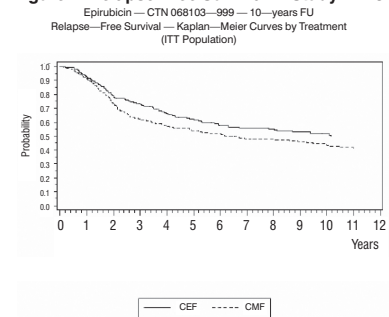 Epirubicin — CTN 068103—999 — 10—years FU
Relapse—Free Survival — Kaplan—Meier Curves by Treatment
(ITT Population)
Probability
1.0
0.9
0.8
0.7
0.6
0.5
0.4
0.3
0.2
0.1
0.0
0 1 2 3 4 5 6 7 8 9 10 11 12
Years
CEF CMF